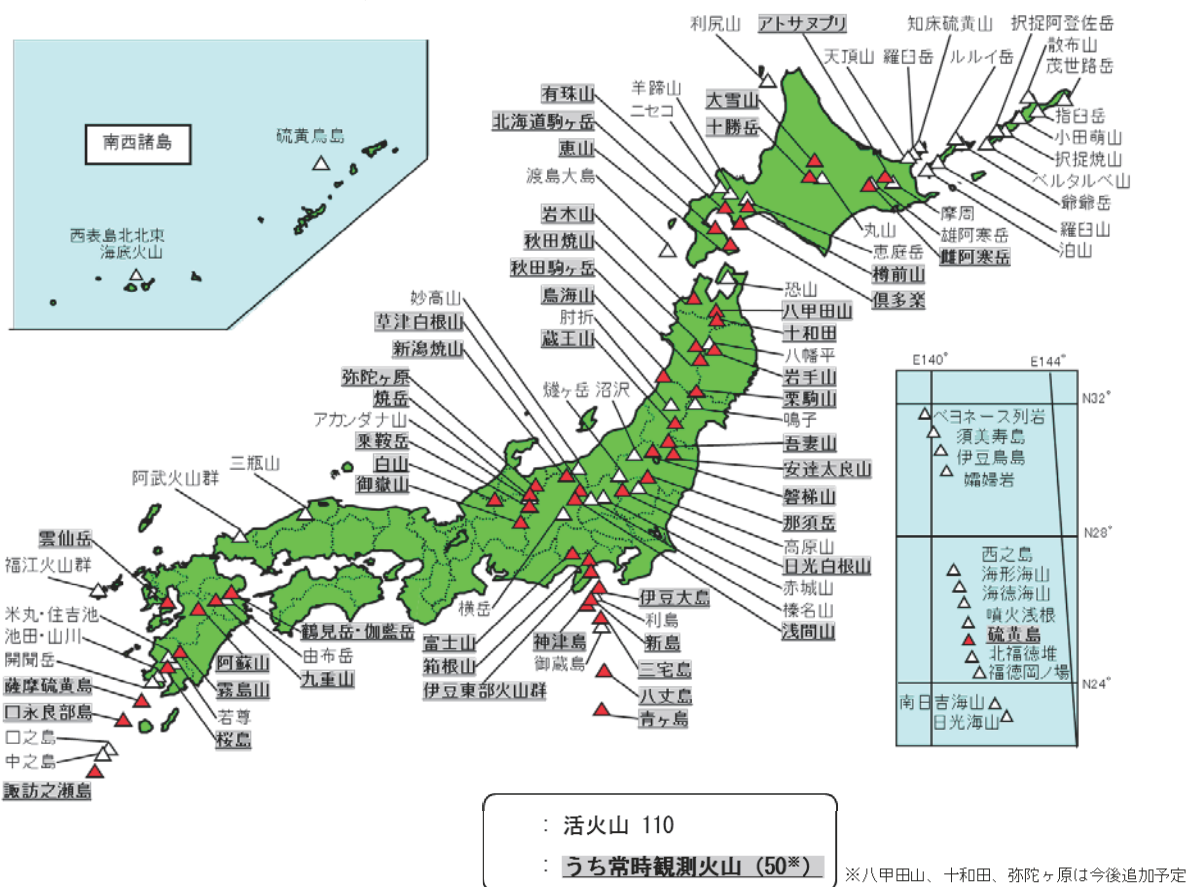 南西諸島
硫黄鳥島
西表島北北東
海底火山
利尻山
アトサヌプリ
知床硫黄山
択捉阿登佐岳
天頂山
羅臼岳
ルルイ岳
散布山
茂世路岳
指臼岳
小田萌山
択捉焼山
ベルタルベ山
爺爺岳
羅臼山
泊山
羊蹄山
ニセコ
大雪山
十勝岳
有珠山
北海道駒ヶ岳
恵山
渡島大島
岩木山
秋田焼山
秋田駒ヶ岳
鳥海山
肘折
蔵王山
摩周
丸山
雄阿寒岳
恵庭岳
雌阿寒岳
樽前山
倶多楽
恐山
八甲田山
十和田
八幡平
岩手山
栗駒山
鳴子
吾妻山
安達太良山
磐梯山
那須岳
高原山
日光白根山
赤城山
榛名山
浅間山
妙高山
草津白根山
新潟焼山
燧ヶ岳
沼沢
弥陀ヶ原
焼岳
アカンダナ山
乗鞍岳
白山
御嶽山
三瓶山
阿武火山群
雲仙岳
福江火山群
米丸・住吉池
池田・山川
開聞岳
薩摩硫黄島
口永良部島
口之島
中之島
諏訪之瀬島
鶴見岳・伽藍岳
由布岳
九重山
阿蘇山
霧島山
若尊
桜島
横岳
富士山
箱根山
伊豆東部火山群
伊豆大島
利島
神津島
新島
御蔵島
三宅島
八丈島
青ヶ島
E140°
E144°
N32°
N28°
N24°
ベヨネース列岩
須美寿島
伊豆鳥島
孀婦岩
西之島
海形海山
海徳海山
噴火浅根
硫黄島
北福徳堆
福徳岡ノ場
南日吉海山
日光海山
: 活火山 110
: うち常時観測火山（50※）
※八甲田山、十和田、弥陀ヶ原は今後追加予定